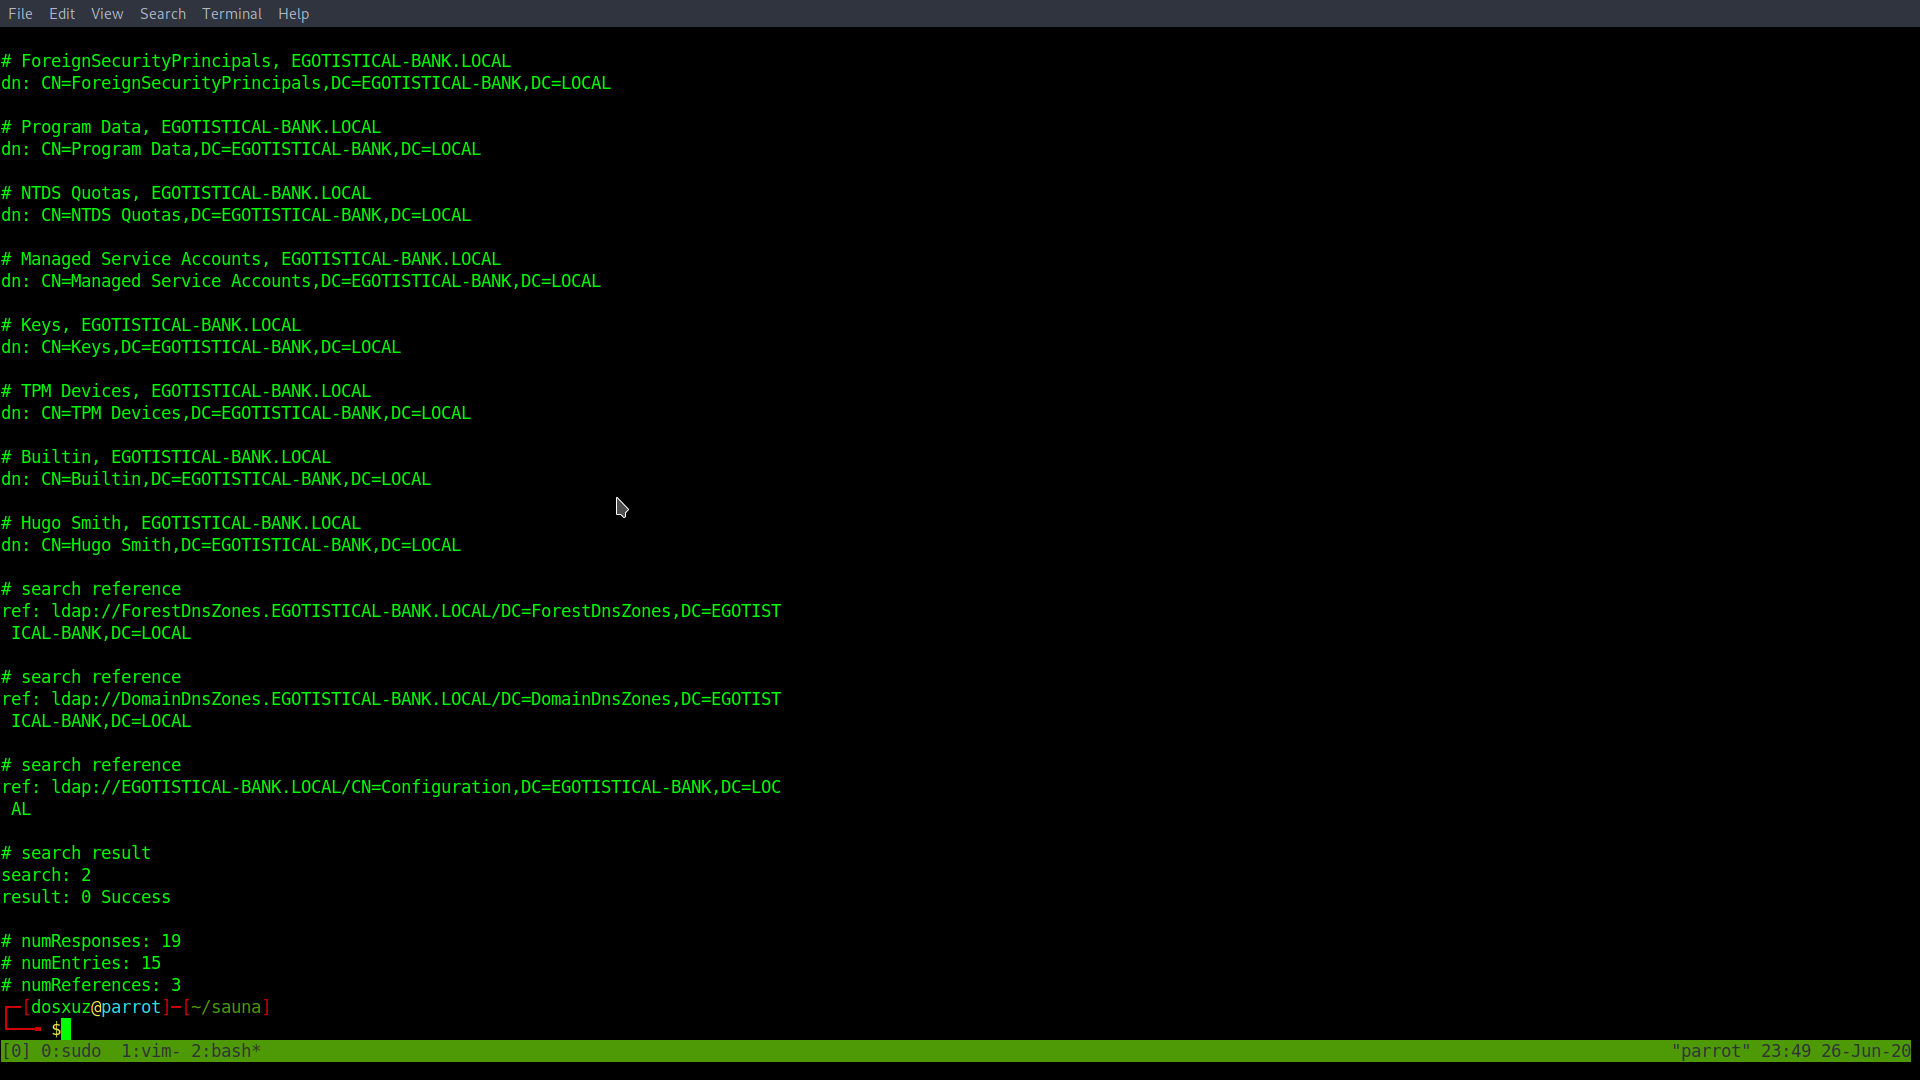 File Edit View Search Terminal Help
# ForeignSecurityPrincipals, EGOTISTICAL-BANK.LOCAL
dn: CN=ForeignSecurityPrincipals,DC=EGOTISTICAL-BANK,DC=LOCAL
# Program Data, EGOTISTICAL-BANK.LOCAL
dn: CN=Program Data,DC=EGOTISTICAL-BANK,DC=LOCAL
# NTDS Quotas, EGOTISTICAL-BANK.LOCAL
dn: CN=NTDS Quotas,DC=EGOTISTICAL-BANK,DC=LOCAL
# Managed Service Accounts, EGOTISTICAL-BANK.LOCAL
dn: CN=Managed Service Accounts,DC=EGOTISTICAL-BANK,DC=LOCAL
# Keys, EGOTISTICAL-BANK.LOCAL
dn: CN=Keys,DC=EGOTISTICAL-BANK,DC=LOCAL
# TPM Devices, EGOTISTICAL-BANK.LOCAL
dn: CN=TPM Devices,DC=EGOTISTICAL-BANK,DC=LOCAL
# Builtin, EGOTISTICAL-BANK.LOCAL
dn: CN=Builtin,DC=EGOTISTICAL-BANK,DC=LOCAL
# Hugo Smith, EGOTISTICAL-BANK.LOCAL
dn: CN=Hugo Smith,DC=EGOTISTICAL-BANK,DC=LOCAL
# search reference
ref: ldap://ForestDnsZones.EGOTISTICAL-BANK.LOCAL/DC=ForestDnsZones,DC=EGOTIST
 ICAL-BANK,DC=LOCAL
# search reference
ref: ldap://DomainDnsZones.EGOTISTICAL-BANK.LOCAL/DC=DomainDnsZones,DC=EGOTIST
 ICAL-BANK,DC=LOCAL
# search reference
ref: ldap://EGOTISTICAL-BANK.LOCAL/CN=Configuration,DC=EGOTISTICAL-BANK,DC=LOC
 AL
# search result
search: 2
result: 0 Success
# numResponses: 19
# numEntries: 15
# numReferences: 3
┌─[dosxuz@parrot]─[~/sauna]
└──╼ $
[0] 0:sudo  1:vim- 2:bash* "parrot" 23:49 26-Jun-20